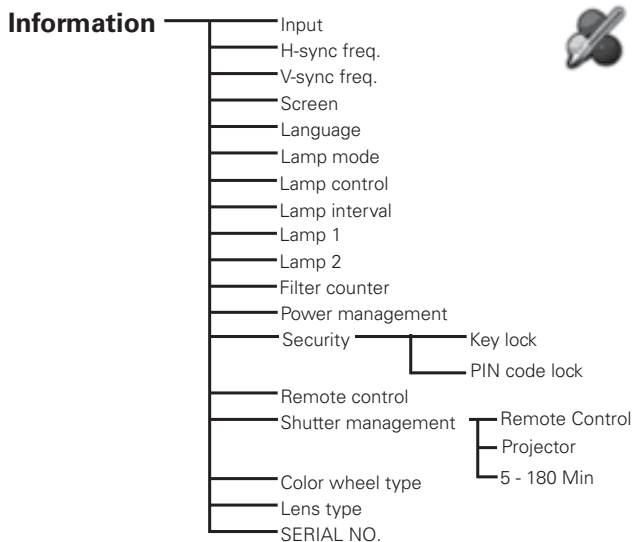 Information
Input
H-sync freq.
V-sync freq.
Screen
Language
Lamp mode
Lamp control
Lamp interval
Lamp 1
Lamp 2
Filter counter
Power management
Security
Key lock
PIN code lock
Remote control
Shutter management
Remote Control
Projector
5 - 180 Min
Color wheel type
Lens type
SERIAL NO.